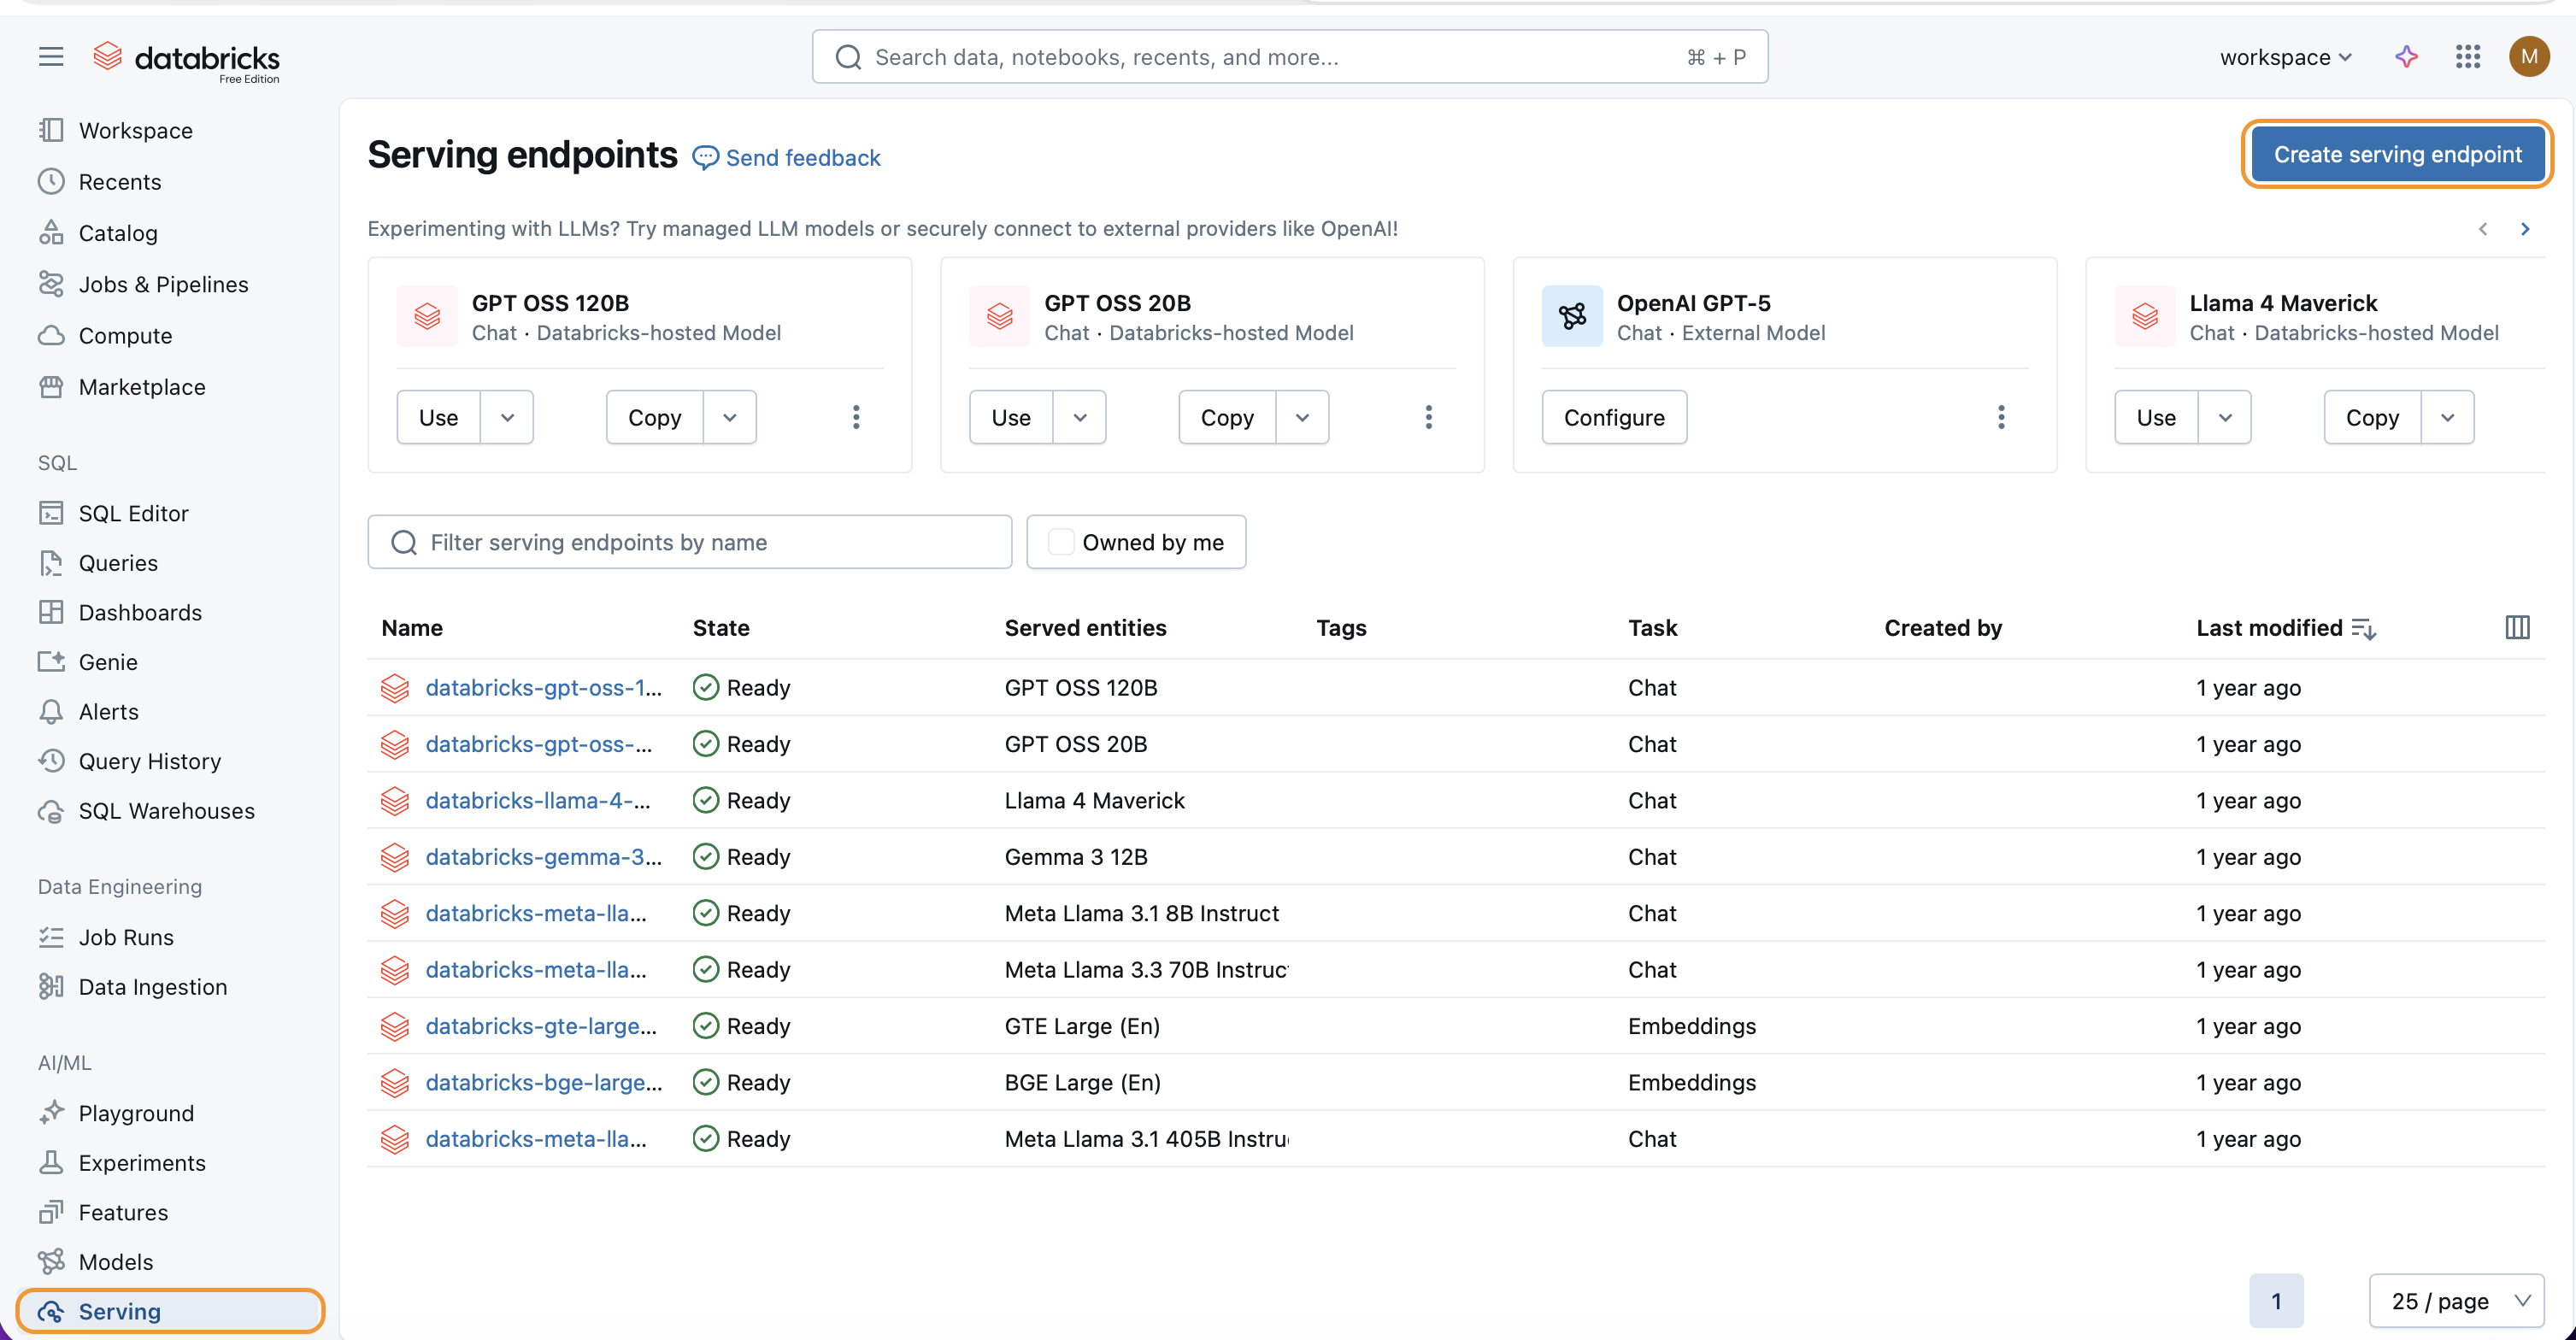 databricks
Free Edition
Search data, notebooks, recents, and more...
⌘ + P
workspace
M
Workspace
Recents
Catalog
Jobs & Pipelines
Compute
Marketplace
SQL
SQL Editor
Queries
Dashboards
Genie
Alerts
Query History
SQL Warehouses
Data Engineering
Job Runs
Data Ingestion
AI/ML
Playground
Experiments
Features
Models
Serving
Serving endpoints Send feedback
Create serving endpoint
Experimenting with LLMs? Try managed LLM models or securely connect to external providers like OpenAI!
GPT OSS 120B
Chat · Databricks-hosted Model
Use Copy
GPT OSS 20B
Chat · Databricks-hosted Model
Use Copy
OpenAI GPT-5
Chat · External Model
Configure
Llama 4 Maverick
Chat · Databricks-hosted Model
Use Copy
Filter serving endpoints by name
Owned by me
Name State Served entities Tags Task Created by Last modified
databricks-gpt-oss-1... Ready GPT OSS 120B Chat 1 year ago
databricks-gpt-oss-... Ready GPT OSS 20B Chat 1 year ago
databricks-llama-4-... Ready Llama 4 Maverick Chat 1 year ago
databricks-gemma-3... Ready Gemma 3 12B Chat 1 year ago
databricks-meta-lla... Ready Meta Llama 3.1 8B Instruct Chat 1 year ago
databricks-meta-lla... Ready Meta Llama 3.3 70B Instruc Chat 1 year ago
databricks-gte-large... Ready GTE Large (En) Embeddings 1 year ago
databricks-bge-large... Ready BGE Large (En) Embeddings 1 year ago
databricks-meta-lla... Ready Meta Llama 3.1 405B Instru Chat 1 year ago
1
25 / page